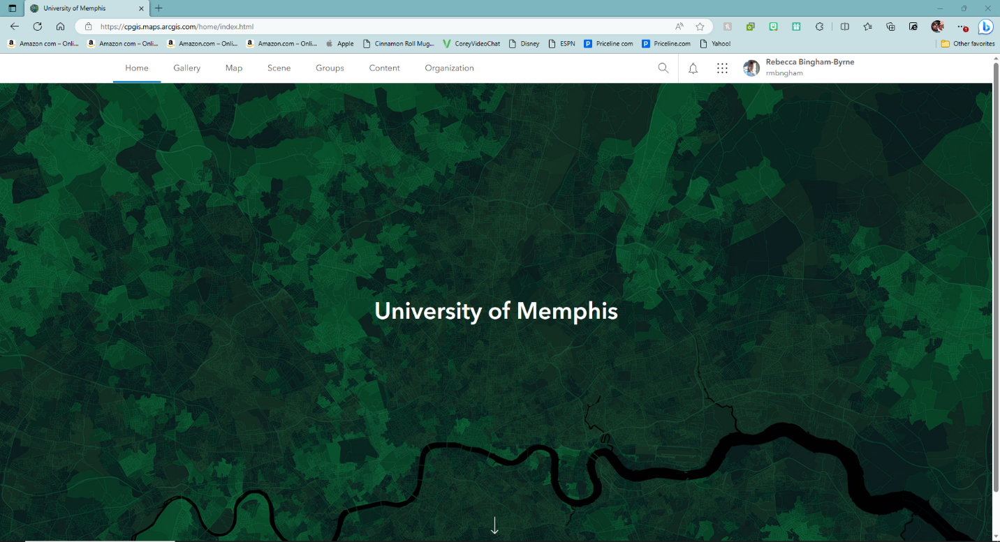 University of Memphis
https://cpgis.maps.arcgis.com/home/index.html
Amazon com – Onli... Amazon com – Onli... Amazon.com – Onli... Amazon.com – Onli... Apple Cinnamon Roll Mug... CoreyVideoChat Disney ESPN Priceline com Priceline.com Yahoo! Other favorites
Home Gallery Map Scene Groups Content Organization
Rebecca Bingham-Byrne
rmbngham
University of Memphis